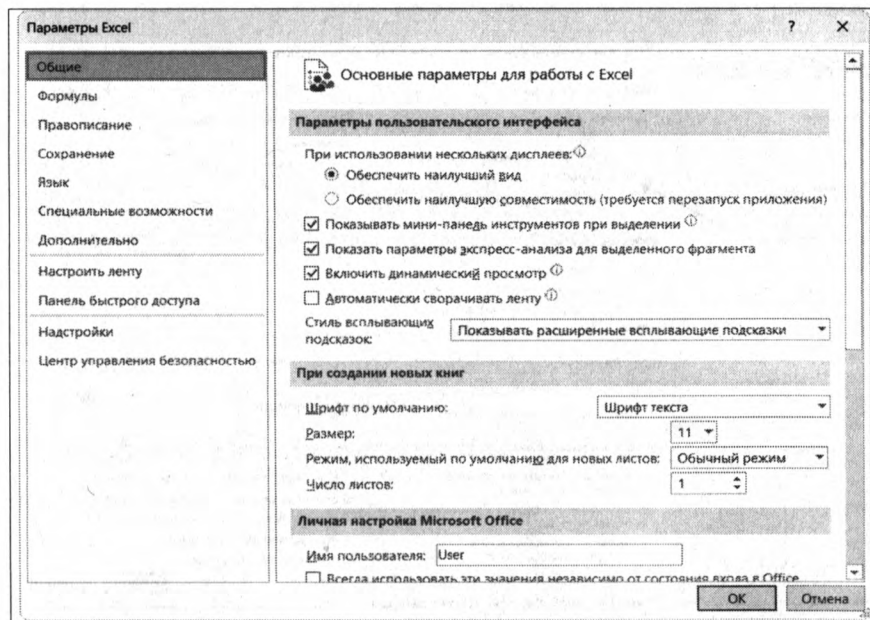 Параметры Excel
? ×
Общие
Формулы
Правописание
Сохранение
Язык
Специальные возможности
Дополнительно
Настроить ленту
Панель быстрого доступа
Надстройки
Центр управления безопасностью
Основные параметры для работы с Excel
Параметры пользовательского интерфейса
При использовании нескольких дисплеев:
Обеспечить наилучший вид
Обеспечить наилучшую совместимость (требуется перезапуск приложения)
Показывать мини-панель инструментов при выделении
Показать параметры экспресс-анализа для выделенного фрагмента
Включить динамический просмотр
Автоматически сворачивать ленту
Стиль всплывающих
подсказок: Показывать расширенные всплывающие подсказки
При создании новых книг
Шрифт по умолчанию: Шрифт текста
Размер: 11
Режим, используемый по умолчанию для новых листов: Обычный режим
Число листов: 1
Личная настройка Microsoft Office
Имя пользователя: User
Всегда использовать эти значения независимо от состояния входа в Office
ОК Отмена